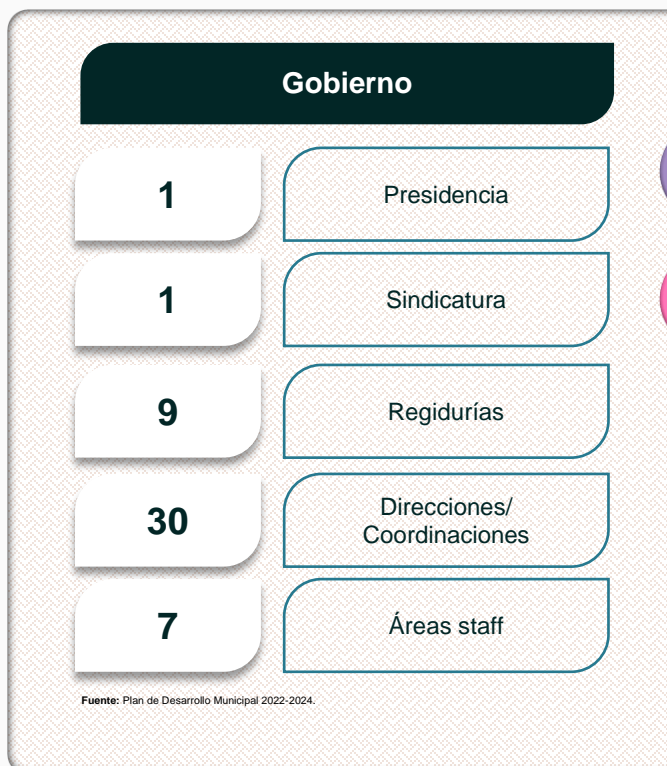 Gobierno
1
Presidencia
1
Sindicatura
9
Regidurías
30
Direcciones/
Coordinaciones
7
Áreas staff
Fuente: Plan de Desarrollo Municipal 2022-2024.